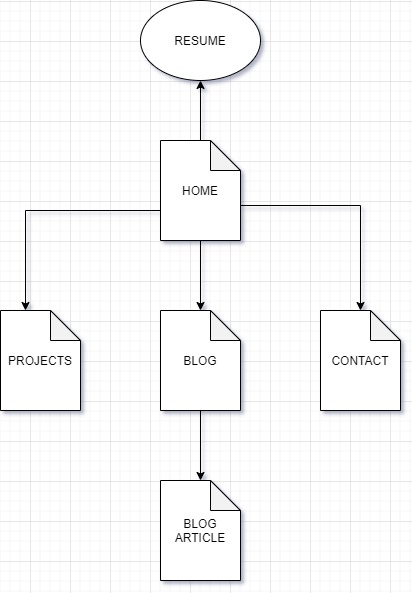 RESUME
HOME
PROJECTS
BLOG
CONTACT
BLOG
ARTICLE